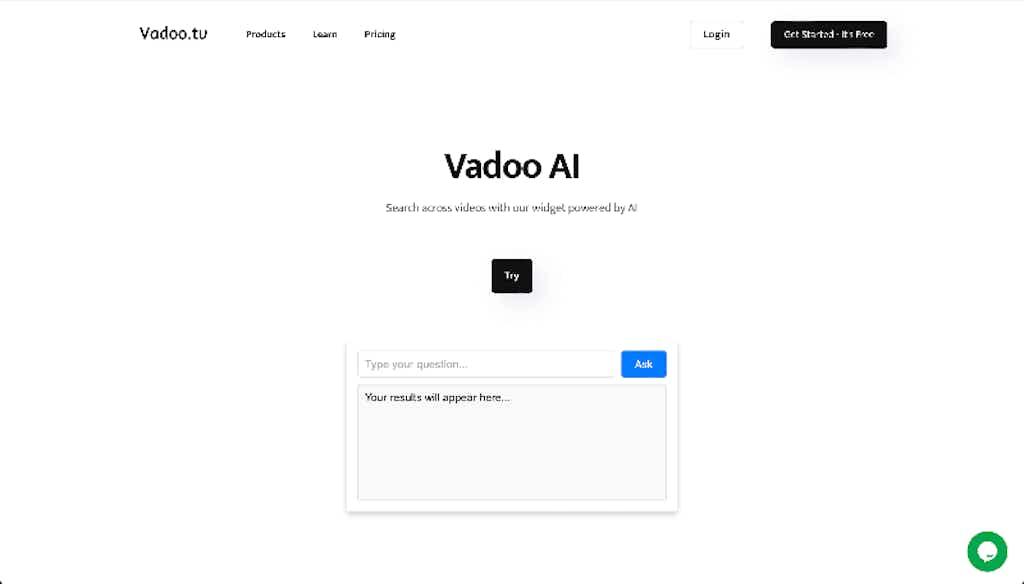 Vadoo.tv
Products
Learn
Pricing
Login
Get Started - It's Free
Vadoo AI
Search across videos with our widget powered by AI
Try
Type your question...
Ask
Your results will appear here...